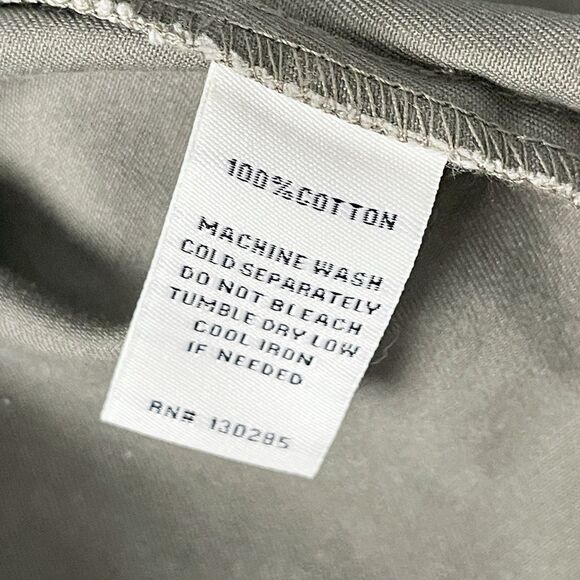 100%COTTON
MACHINE WASH
COLD SEPARATELY
DO NOT BLEACH
TUMBLE DRY LOW
COOL IRON
IF NEEDED
RN# 130285